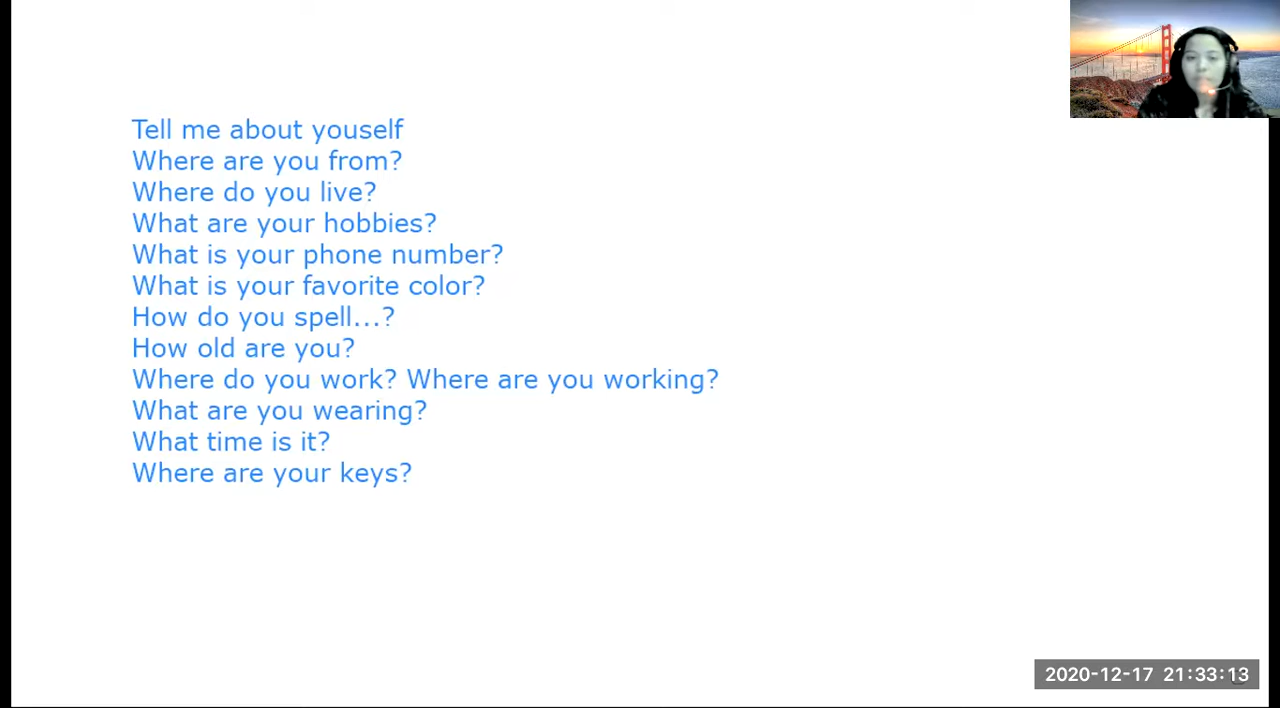 Tell me about youself
Where are you from?
Where do you live?
What are your hobbies?
What is your phone number?
What is your favorite color?
How do you spell...?
How old are you?
Where do you work? Where are you working?
What are you wearing?
What time is it?
Where are your keys?
2020-12-17 21:33:13